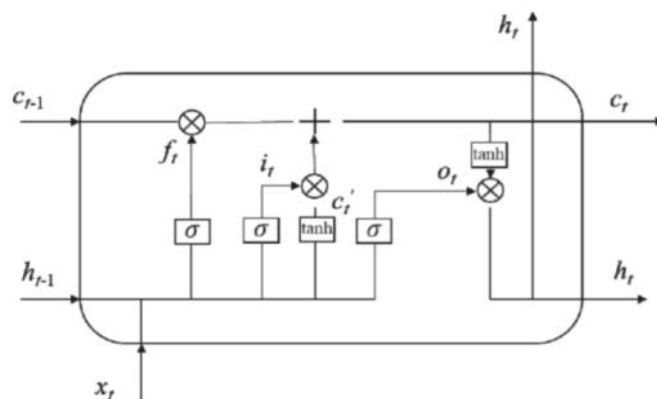 h_t
c_{t-1}
c_t
f_t
i_t
tanh
o_t
c_t'
σ
σ
tanh
σ
h_{t-1}
h_t
x_t